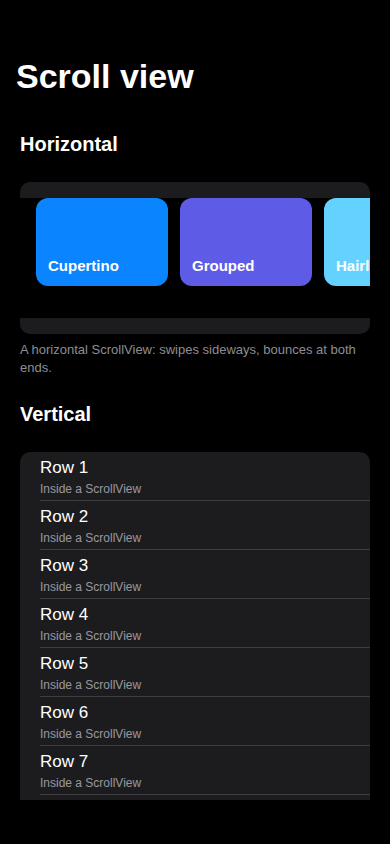 Scroll view
Horizontal
Cupertino
Grouped
Hairl
A horizontal ScrollView: swipes sideways, bounces at both
ends.
Vertical
Row 1
Inside a ScrollView
Row 2
Inside a ScrollView
Row 3
Inside a ScrollView
Row 4
Inside a ScrollView
Row 5
Inside a ScrollView
Row 6
Inside a ScrollView
Row 7
Inside a ScrollView